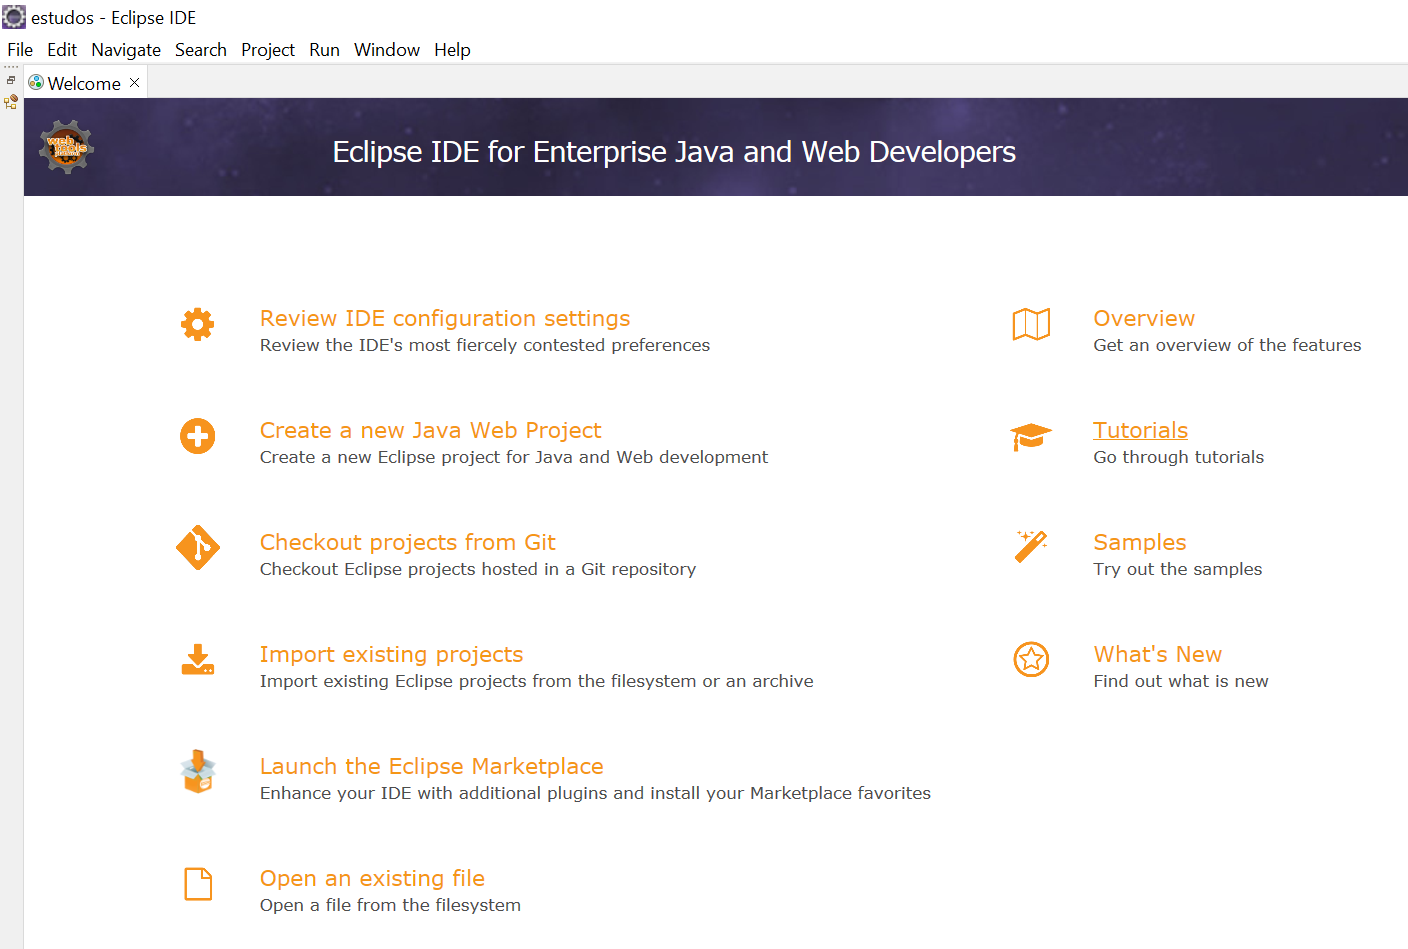 estudos - Eclipse IDE
File Edit Navigate Search Project Run Window Help
Welcome
web tools
Eclipse IDE for Enterprise Java and Web Developers
Review IDE configuration settings
Review the IDE's most fiercely contested preferences
Create a new Java Web Project
Create a new Eclipse project for Java and Web development
Checkout projects from Git
Checkout Eclipse projects hosted in a Git repository
Import existing projects
Import existing Eclipse projects from the filesystem or an archive
Launch the Eclipse Marketplace
Enhance your IDE with additional plugins and install your Marketplace favorites
Open an existing file
Open a file from the filesystem
Overview
Get an overview of the features
Tutorials
Go through tutorials
Samples
Try out the samples
What's New
Find out what is new